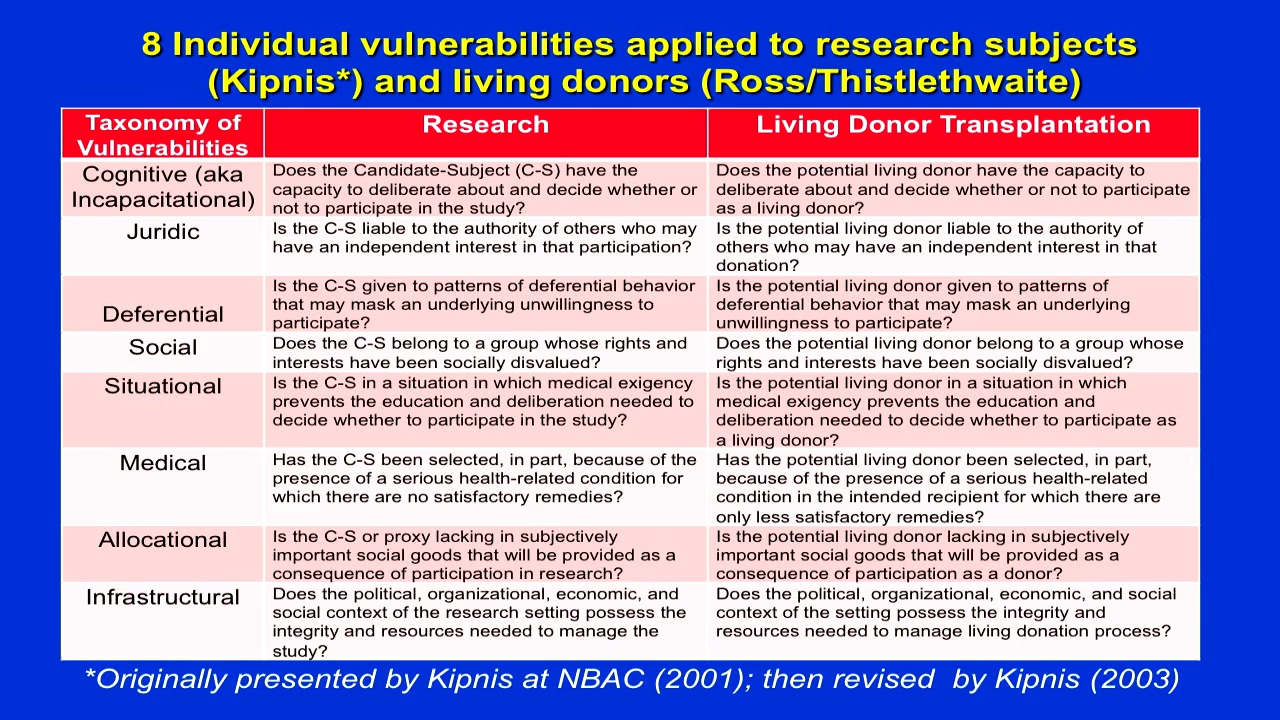 8 Individual vulnerabilities applied to research subjects
(Kipnis*) and living donors (Ross/Thistlethwaite)
Taxonomy of
Vulnerabilities
Research
Living Donor Transplantation
Cognitive (aka
Incapacitational)
Does the Candidate-Subject (C-S) have the
capacity to deliberate about and decide whether or
not to participate in the study?
Does the potential living donor have the capacity to
deliberate about and decide whether or not to participate
as a living donor?
Juridic
Is the C-S liable to the authority of others who may
have an independent interest in that participation?
Is the potential living donor liable to the authority of
others who may have an independent interest in that
donation?
Deferential
Is the C-S given to patterns of deferential behavior
that may mask an underlying unwillingness to
participate?
Is the potential living donor given to patterns of
deferential behavior that may mask an underlying
unwillingness to participate?
Social
Does the C-S belong to a group whose rights and
interests have been socially disvalued?
Does the potential living donor belong to a group whose
rights and interests have been socially disvalued?
Situational
Is the C-S in a situation in which medical exigency
prevents the education and deliberation needed to
decide whether to participate in the study?
Is the potential living donor in a situation in which
medical exigency prevents the education and
deliberation needed to decide whether to participate as
a living donor?
Medical
Has the C-S been selected, in part, because of the
presence of a serious health-related condition for
which there are no satisfactory remedies?
Has the potential living donor been selected, in part,
because of the presence of a serious health-related
condition in the intended recipient for which there are
only less satisfactory remedies?
Allocational
Is the C-S or proxy lacking in subjectively
important social goods that will be provided as a
consequence of participation in research?
Is the potential living donor lacking in subjectively
important social goods that will be provided as a
consequence of participation as a donor?
Infrastructural
Does the political, organizational, economic, and
social context of the research setting possess the
integrity and resources needed to manage the
study?
Does the political, organizational, economic, and social
context of the setting possess the integrity and
resources needed to manage living donation process?
*Originally presented by Kipnis at NBAC (2001); then revised by Kipnis (2003)